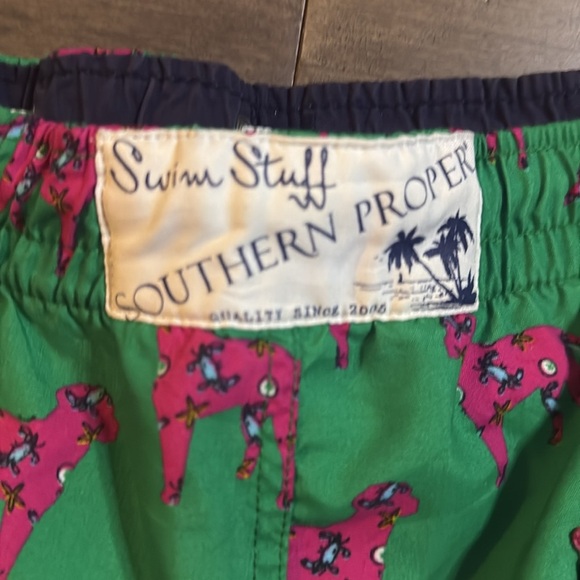 Swim Stuff
SOUTHERN PROPER
QUALITY SINCE 2006